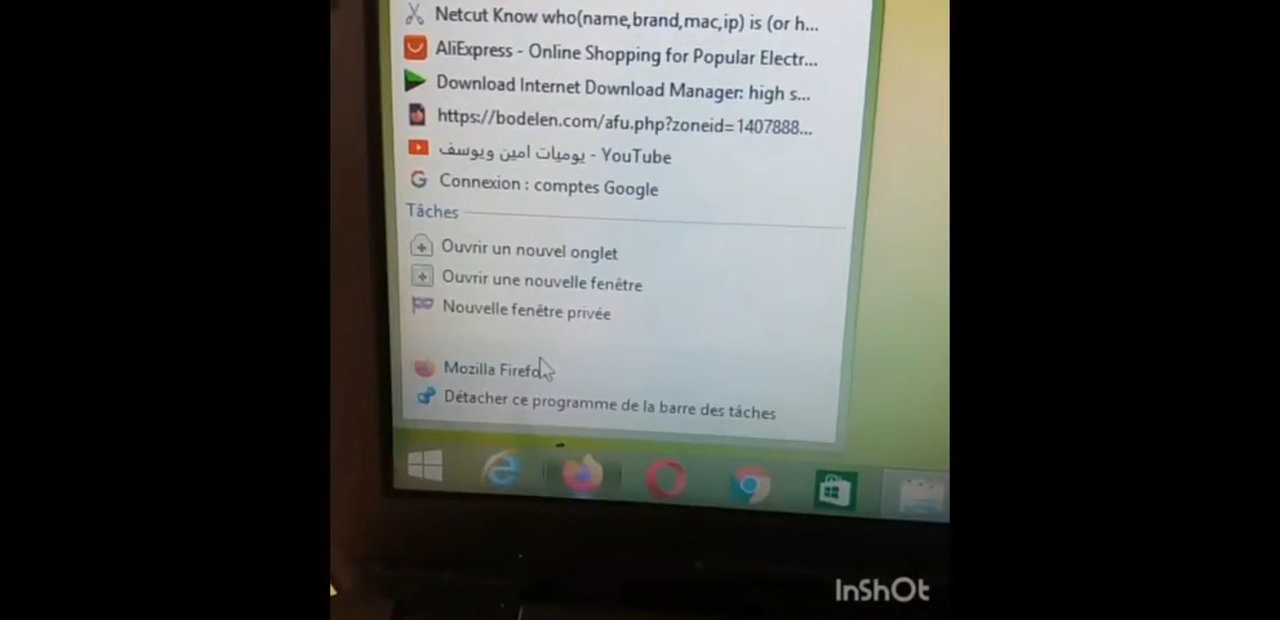 Netcut Know who(name,brand,mac,ip) is (or h...
AliExpress - Online Shopping for Popular Electr...
Download Internet Download Manager: high s...
https://bodelen.com/afu.php?zoneid=1407888...
يوميات امين ويوسف - YouTube
Connexion : comptes Google
Tâches
Ouvrir un nouvel onglet
Ouvrir une nouvelle fenêtre
Nouvelle fenêtre privée
Mozilla Firefo
Détacher ce programme de la barre des tâches
InShOt